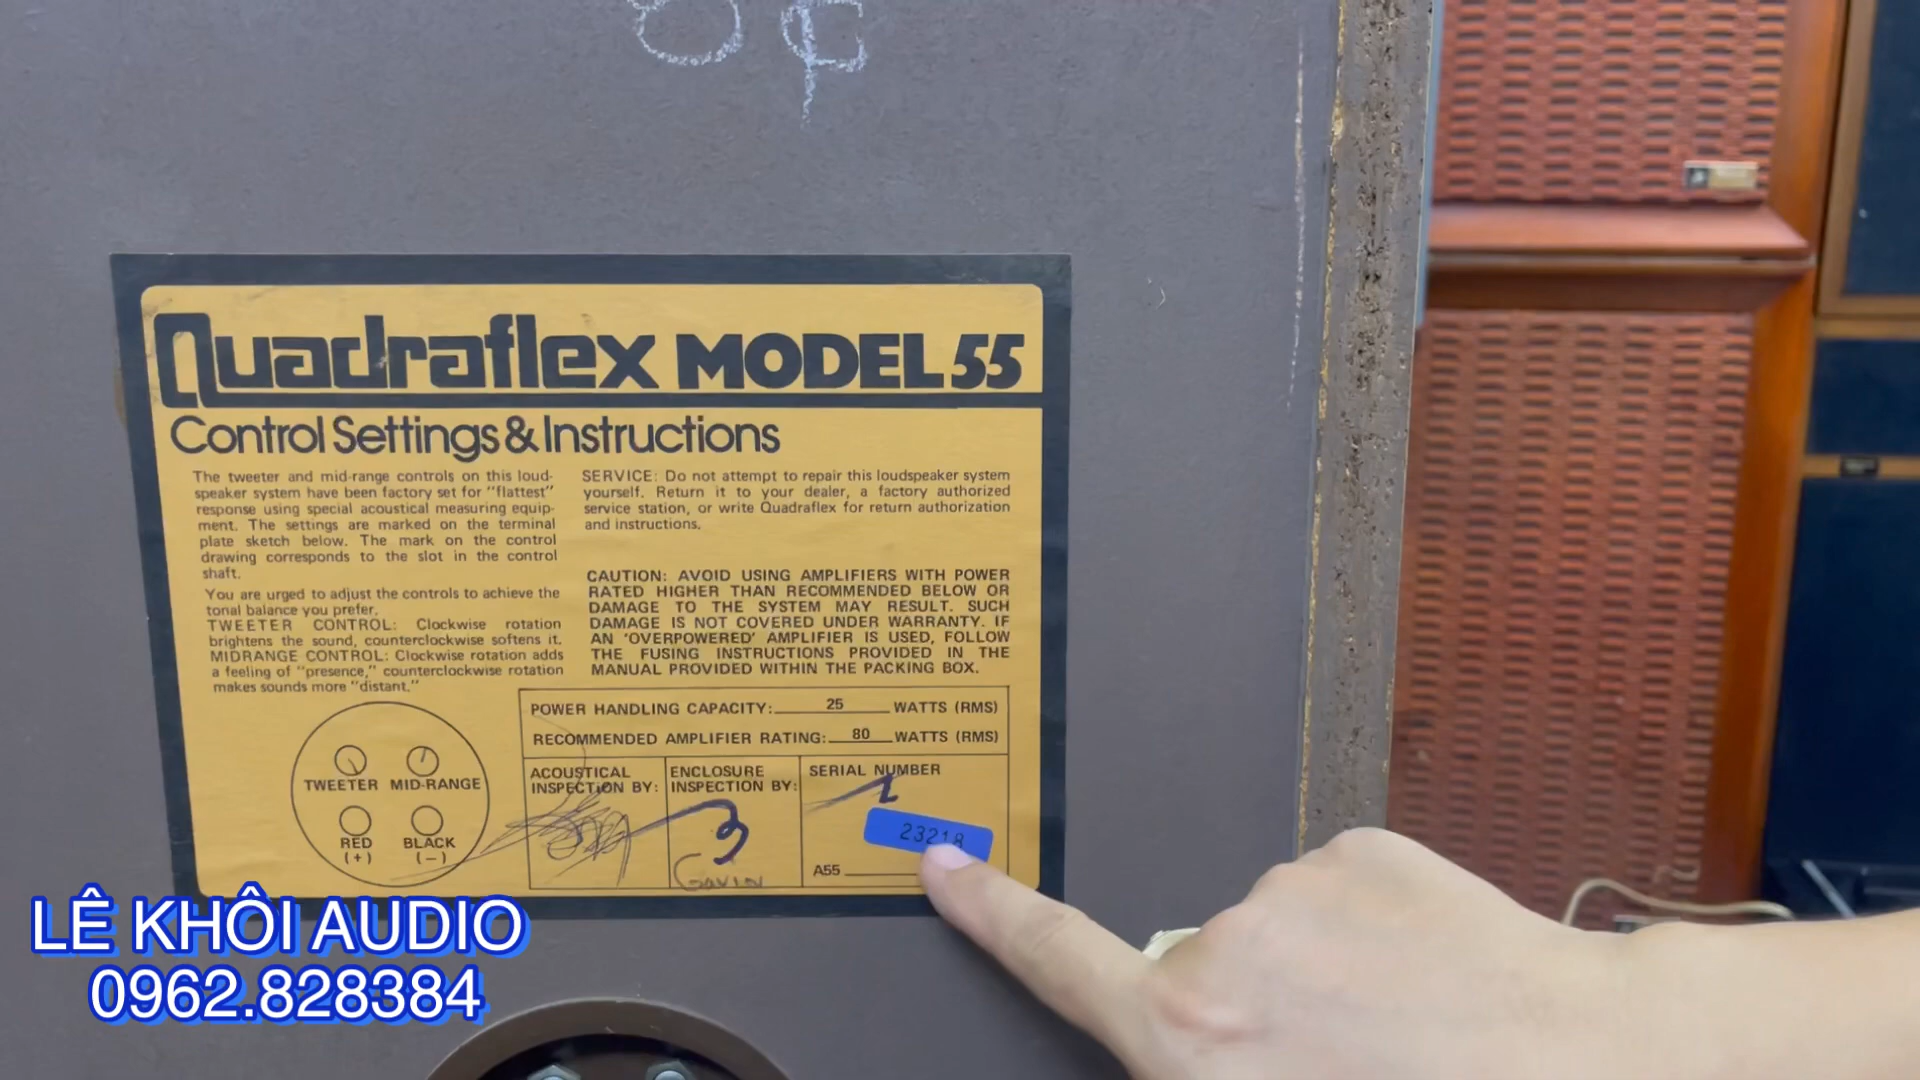 Quadraflex MODEL 55
Control Settings & Instructions
The tweeter and mid-range controls on this loud-
speaker system have been factory set for "flattest"
response using special acoustical measuring equip-
ment. The settings are marked on the terminal
plate sketch below. The mark on the control
drawing corresponds to the slot in the control
shaft.
You are urged to adjust the controls to achieve the
tonal balance you prefer.
TWEETER CONTROL: Clockwise rotation
brightens the sound, counterclockwise softens it.
MIDRANGE CONTROL: Clockwise rotation adds
a feeling of "presence," counterclockwise rotation
makes sounds more "distant."
TWEETER MID-RANGE
RED BLACK
(+) (-)
SERVICE: Do not attempt to repair this loudspeaker system
yourself. Return it to your dealer, a factory authorized
service station, or write Quadraflex for return authorization
and instructions.
CAUTION: AVOID USING AMPLIFIERS WITH POWER
RATED HIGHER THAN RECOMMENDED BELOW OR
DAMAGE TO THE SYSTEM MAY RESULT. SUCH
DAMAGE IS NOT COVERED UNDER WARRANTY. IF
AN 'OVERPOWERED' AMPLIFIER IS USED, FOLLOW
THE FUSING INSTRUCTIONS PROVIDED IN THE
MANUAL PROVIDED WITHIN THE PACKING BOX.
POWER HANDLING CAPACITY: 25 WATTS (RMS)
RECOMMENDED AMPLIFIER RATING: 80 WATTS (RMS)
ACOUSTICAL
INSPECTION BY:
ENCLOSURE
INSPECTION BY:
3
GAVIN
SERIAL NUMBER
23218
A55
LÊ KHÔI AUDIO
0962.828384